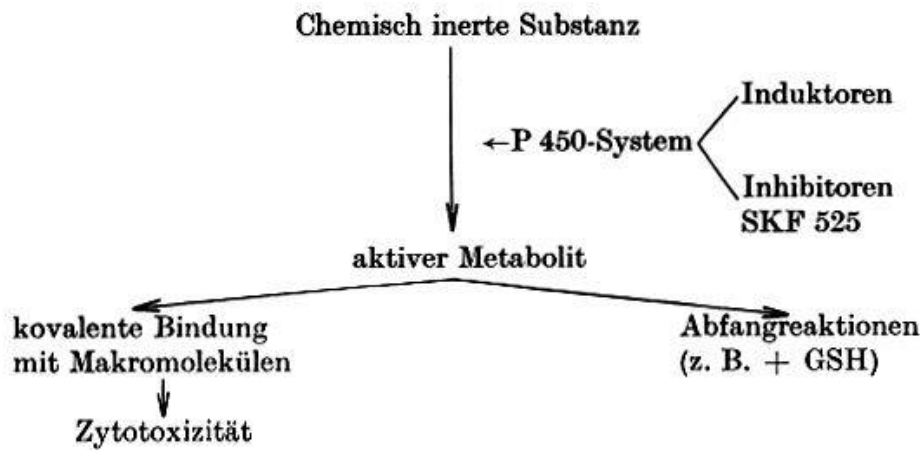 Chemisch inerte Substanz
Induktoren
←P 450-System
Inhibitoren
SKF 525
aktiver Metabolit
kovalente Bindung
mit Makromolekülen
Abfangreaktionen
(z. B. + GSH)
Zytotoxizität